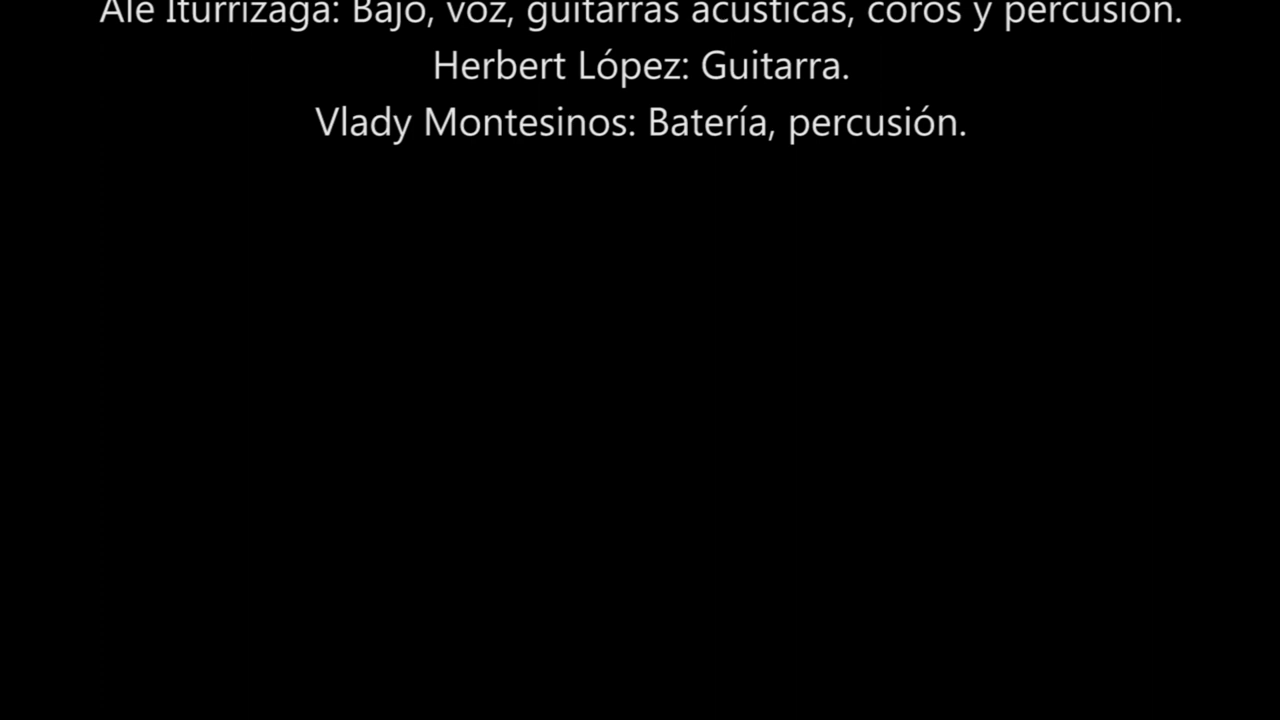 Ale Iturrizaga: Bajo, voz, guitarras acústicas, coros y percusión.
Herbert López: Guitarra.
Vlady Montesinos: Batería, percusión.